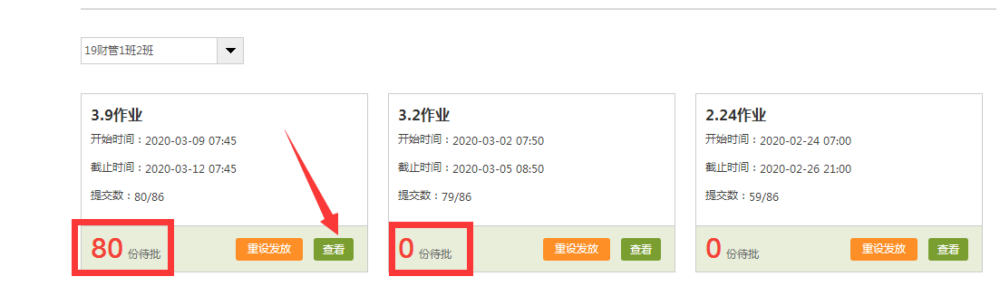 19财管1班2班
3.9作业
开始时间：2020-03-09 07:45
截止时间：2020-03-12 07:45
提交数：80/86
80 份待批
重设发放
查看
3.2作业
开始时间：2020-03-02 07:50
截止时间：2020-03-05 08:50
提交数：79/86
0 份待批
重设发放
查看
2.24作业
开始时间：2020-02-24 07:00
截止时间：2020-02-26 21:00
提交数：59/86
0 份待批
重设发放
查看